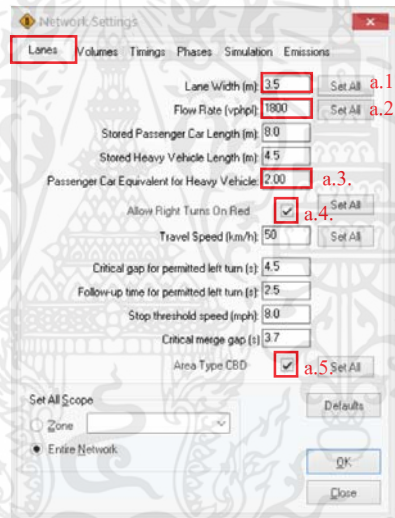 Network Settings
Lanes Volumes Timings Phases Simulation Emissions
Lane Width (m): 3.5 Set All a.1
Flow Rate (vphpl): 1800 Set All a.2
Stored Passenger Car Length (m): 8.0
Stored Heavy Vehicle Length (m): 4.5
Passenger Car Equivalent for Heavy Vehicle: 2.00 a.3.
Allow Right Turns On Red a.4. Set All
Travel Speed (km/h): 50 Set All
Critical gap for permitted left turn (s): 4.5
Follow-up time for permitted left turn (s): 2.5
Stop threshold speed (mph): 8.0
Critical merge gap (s) 3.7
Area Type CBD a.5. Set All
Set All Scope Defaults
Zone
Entire Network
OK
Close